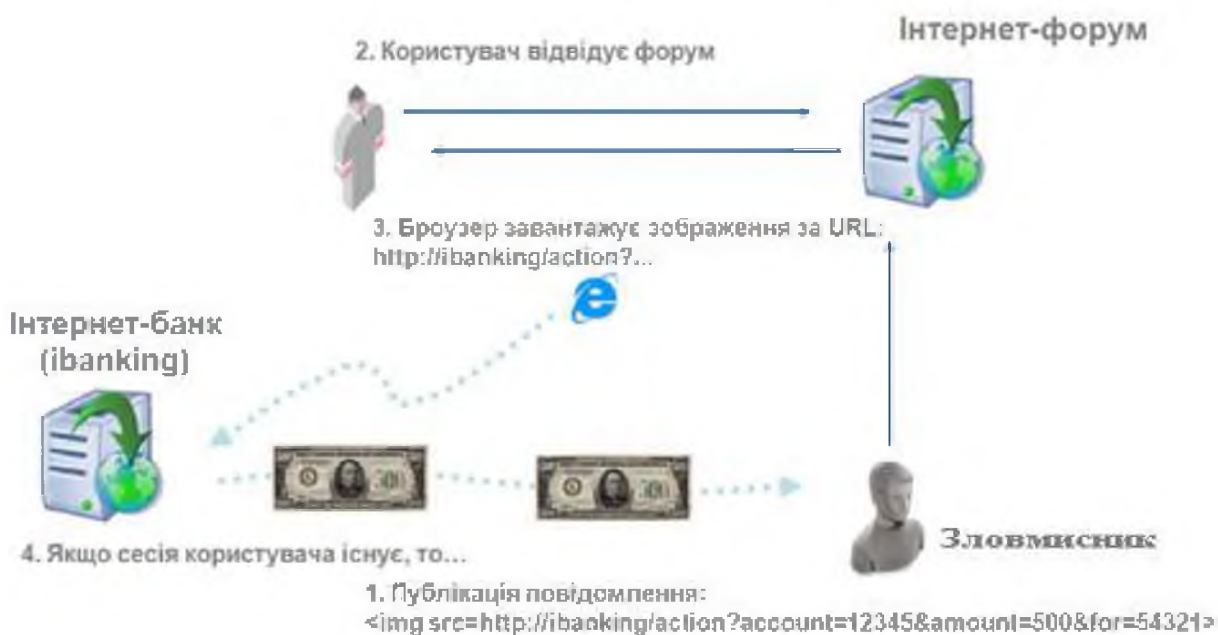 Інтернет-форум
2. Користувач відвідує форум
3. Броузер завантажує зображення за URL:
http://ibanking/action?...
Інтернет-банк
(ibanking)
500
500
4. Якщо сесія користувача існує, то...
Зловмисник
1. Публікація повідомлення:
<img src=http://ibanking/action?account=12345&amount=500&for=54321>